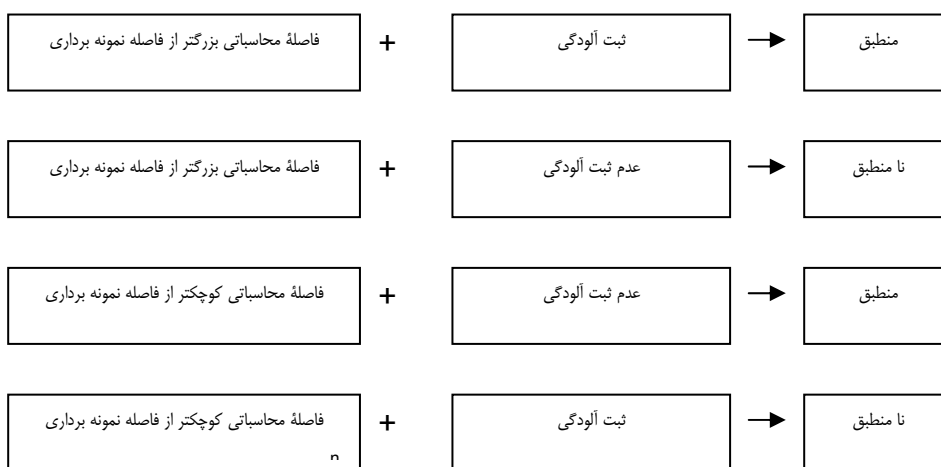 فاصلهٔ محاسباتی بزرگتر از فاصله نمونه برداری + ثبت آلودگی → منطبق
فاصلهٔ محاسباتی بزرگتر از فاصله نمونه برداری + عدم ثبت آلودگی → نا منطبق
فاصلهٔ محاسباتی کوچکتر از فاصله نمونه برداری + عدم ثبت آلودگی → منطبق
فاصلهٔ محاسباتی کوچکتر از فاصله نمونه برداری + ثبت آلودگی → نا منطبق
n